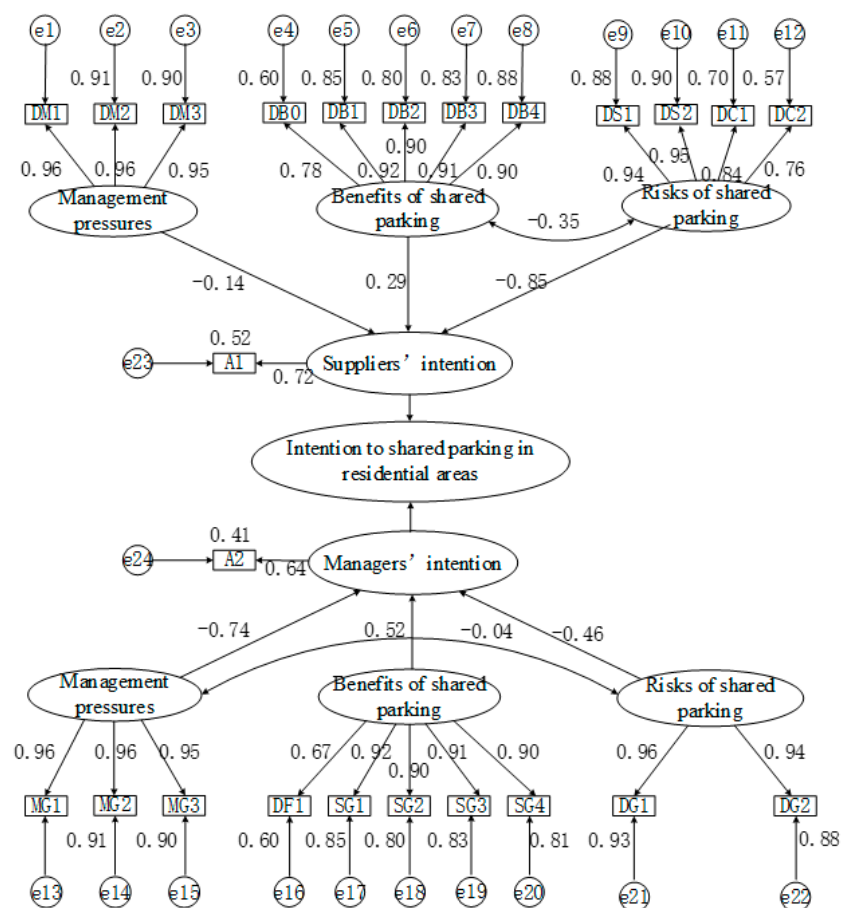 e1 e2 e3 e4 e5 e6 e7 e8 e9 e10 e11 e12
0.91 0.90 0.60 0.85 0.80 0.83 0.88 0.88 0.90 0.70 0.57
DM1 DM2 DM3 DB0 DB1 DB2 DB3 DB4 DS1 DS2 DC1 DC2
0.96 0.96 0.95 0.78 0.92 0.90 0.91 0.90 0.94 0.95 0.84 0.76
Management
pressures
Benefits of shared
parking
Risks of shared
parking
-0.35
-0.14 0.29 -0.85
0.52
e23 A1 0.72 Suppliers’ intention
Intention to shared parking in
residential areas
0.41
e24 A2 0.64 Managers’ intention
-0.74 0.52 -0.04 -0.46
Management
pressures
Benefits of shared
parking
Risks of shared
parking
0.96 0.96 0.95 0.67 0.92 0.90 0.91 0.90 0.96 0.94
MG1 MG2 MG3 DF1 SG1 SG2 SG3 SG4 DG1 DG2
0.91 0.90 0.60 0.85 0.80 0.83 0.81 0.93 0.88
e13 e14 e15 e16 e17 e18 e19 e20 e21 e22